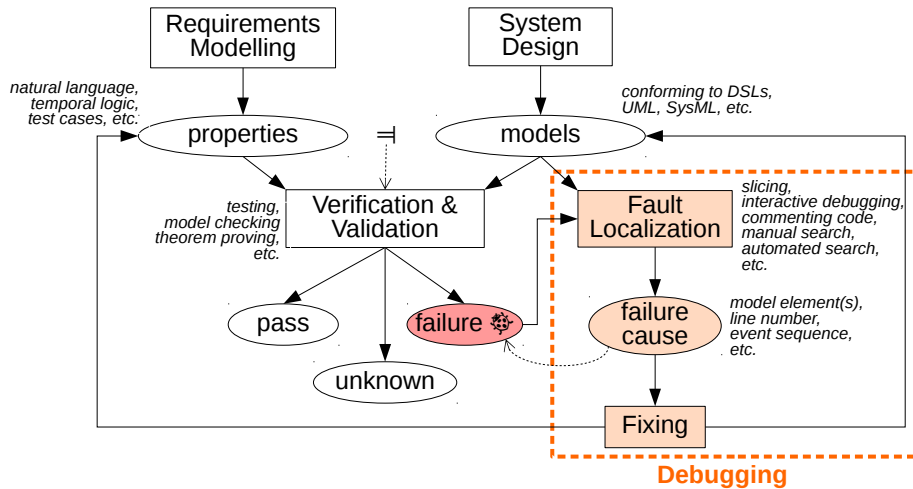 Requirements
Modelling
System
Design
natural language,
temporal logic,
test cases, etc.
conforming to DSLs,
UML, SysML, etc.
properties
models
testing,
model checking
theorem proving,
etc.
Verification &
Validation
Fault
Localization
slicing,
interactive debugging,
commenting code,
manual search,
automated search,
etc.
pass
failure
unknown
failure
cause
model element(s),
line number,
event sequence,
etc.
Fixing
Debugging